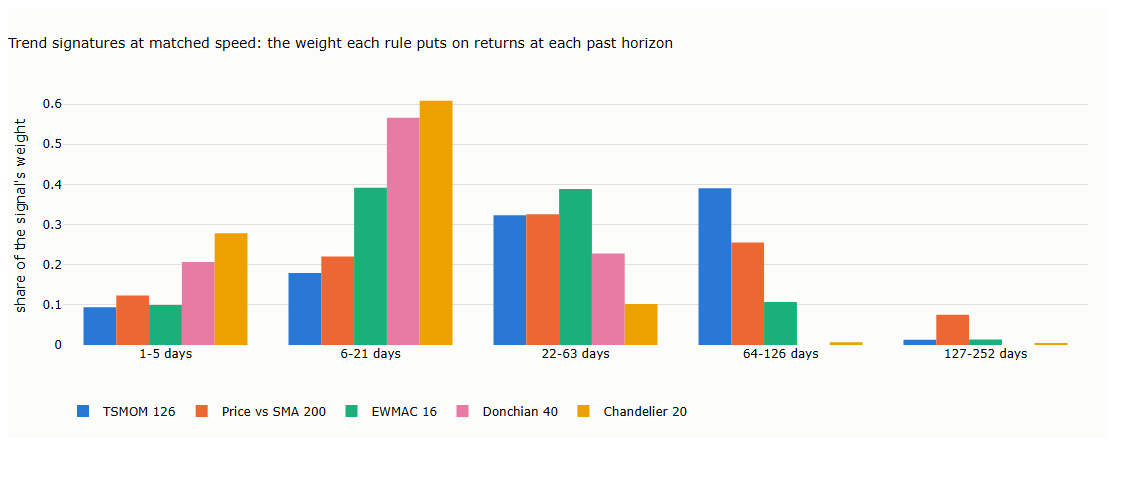 Trend signatures at matched speed: the weight each rule puts on returns at each past horizon
share of the signal's weight
0.6
0.5
0.4
0.3
0.2
0.1
0
1-5 days
6-21 days
22-63 days
64-126 days
127-252 days
TSMOM 126
Price vs SMA 200
EWMAC 16
Donchian 40
Chandelier 20